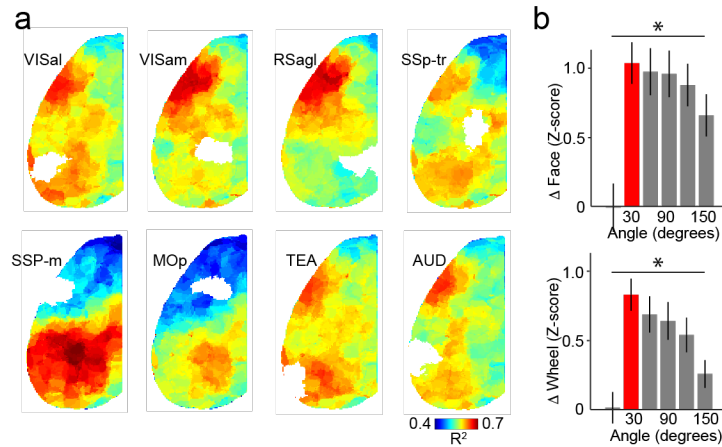 a
VISal VISam RSagl SSp-tr
SSP-m MOp TEA AUD
0.4 0.7
R²
b
*
1.0
0.5
0
Δ Face (Z-score)
30 90 150
Angle (degrees)
*
1.0
0.5
0
Δ Wheel (Z-score)
30 90 150
Angle (degrees)